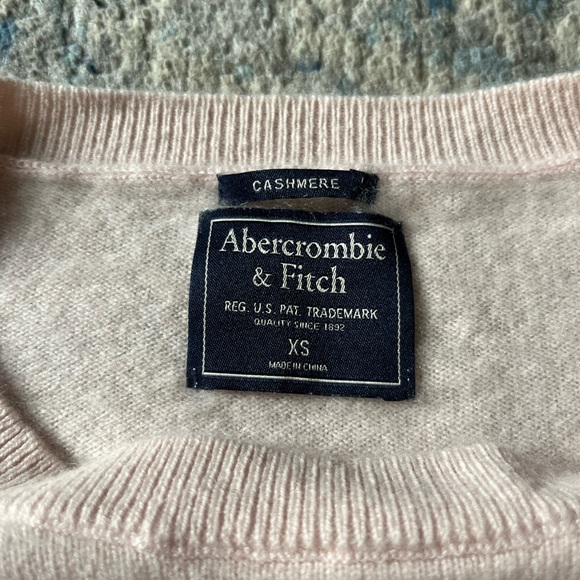 CASHMERE
Abercrombie
& Fitch
REG. U.S. PAT. TRADEMARK
QUALITY SINCE 1892
XS
MADE IN CHINA